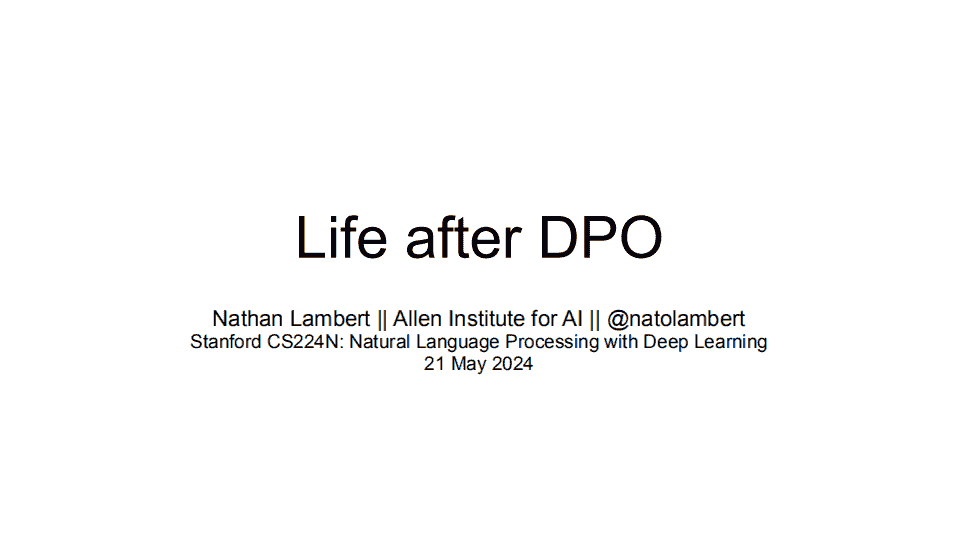 Life after DPO
Nathan Lambert || Allen Institute for AI || @natolambert
Stanford CS224N: Natural Language Processing with Deep Learning
21 May 2024